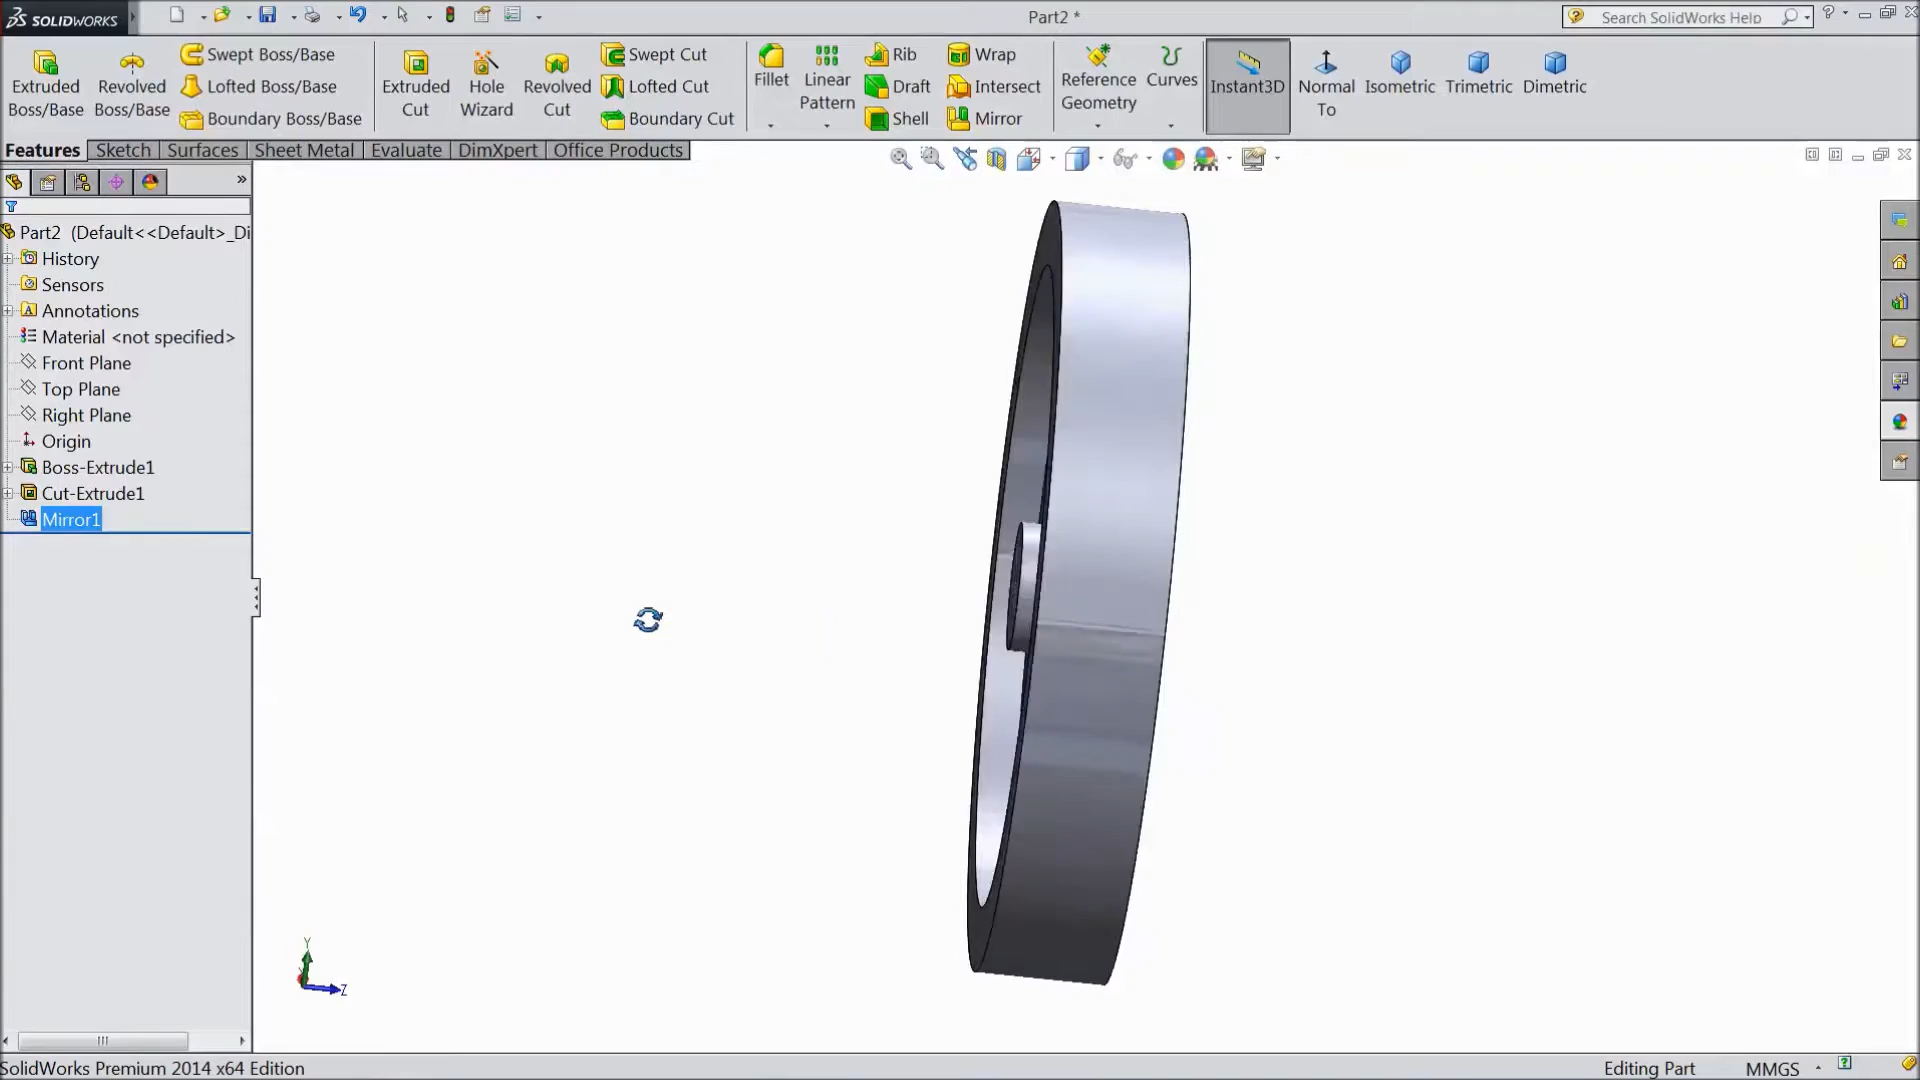 SOLIDWORKS
Part2 *
Search SolidWorks Help
Extruded Boss/Base
Revolved Boss/Base
Swept Boss/Base
Lofted Boss/Base
Boundary Boss/Base
Extruded Cut
Hole Wizard
Revolved Cut
Swept Cut
Lofted Cut
Boundary Cut
Fillet
Linear Pattern
Rib
Draft
Shell
Wrap
Intersect
Mirror
Reference Geometry
Curves
Instant3D
Normal To
Isometric
Trimetric
Dimetric
Features
Sketch
Surfaces
Sheet Metal
Evaluate
DimXpert
Office Products
Part2 (Default<<Default>_Di
History
Sensors
Annotations
Material <not specified>
Front Plane
Top Plane
Right Plane
Origin
Boss-Extrude1
Cut-Extrude1
Mirror1
Y
Z
SolidWorks Premium 2014 x64 Edition
Editing Part
MMGS